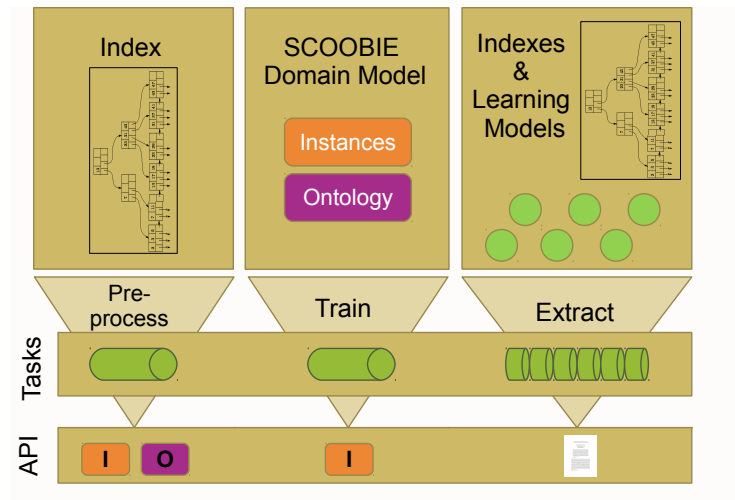 Index
SCOOBIE
Domain Model
Instances
Ontology
Indexes
&
Learning
Models
Pre-
process
Train
Extract
Tasks
API
I
O
I